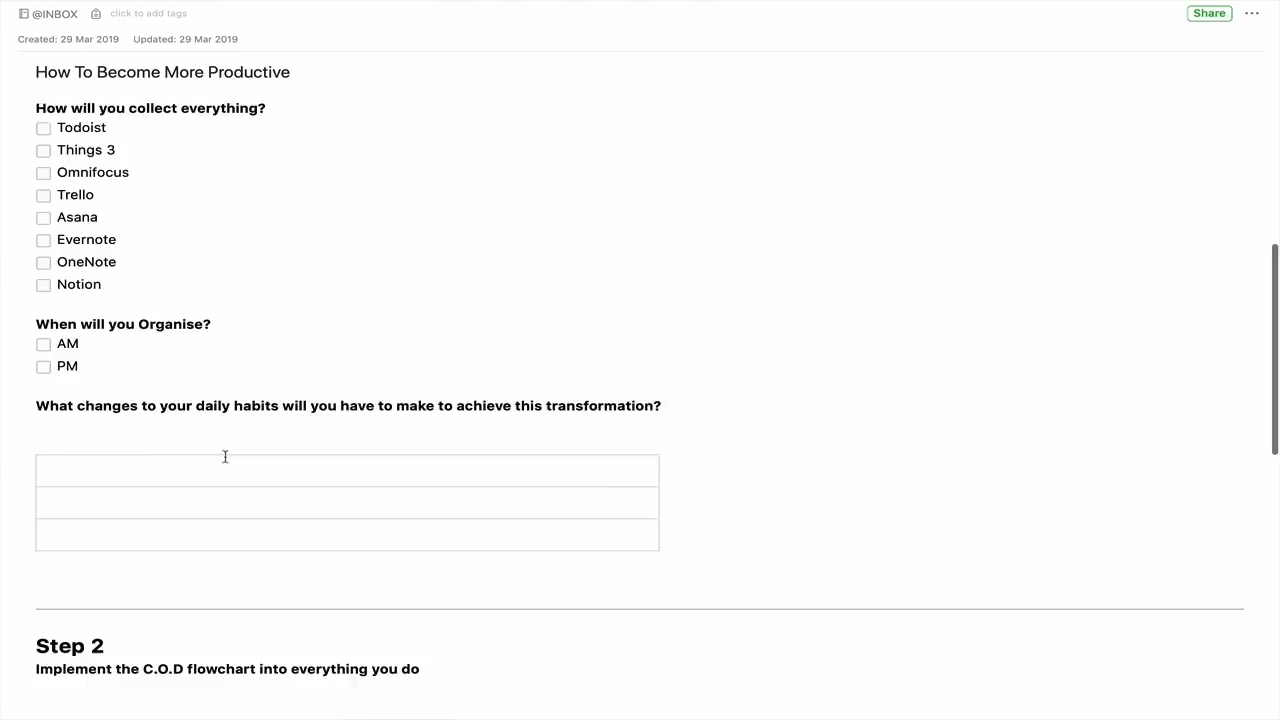 @INBOX click to add tags Share
Created: 29 Mar 2019 Updated: 29 Mar 2019
How To Become More Productive
How will you collect everything?
Todoist
Things 3
Omnifocus
Trello
Asana
Evernote
OneNote
Notion
When will you Organise?
AM
PM
What changes to your daily habits will you have to make to achieve this transformation?
Step 2
Implement the C.O.D flowchart into everything you do